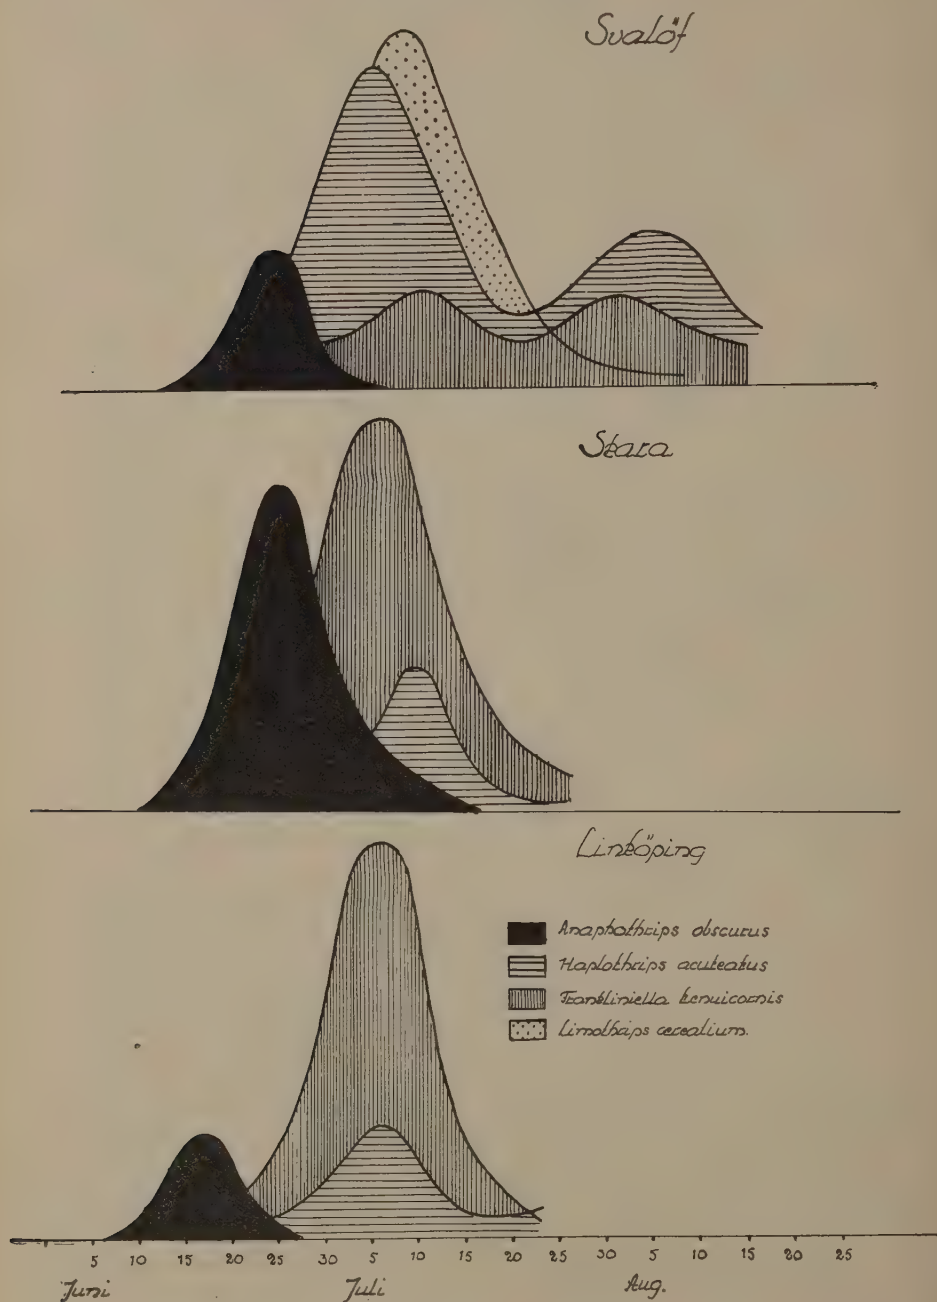 Svalöf
Skara
Linköping
Anaphothrips obscurus
Haplothrips aculeatus
Frankliniella tenuicornis
Limothrips cerealium.
5 10 15 20 25 30 5 10 15 20 25 30 5 10 15 20 25
Juni Juli Aug.